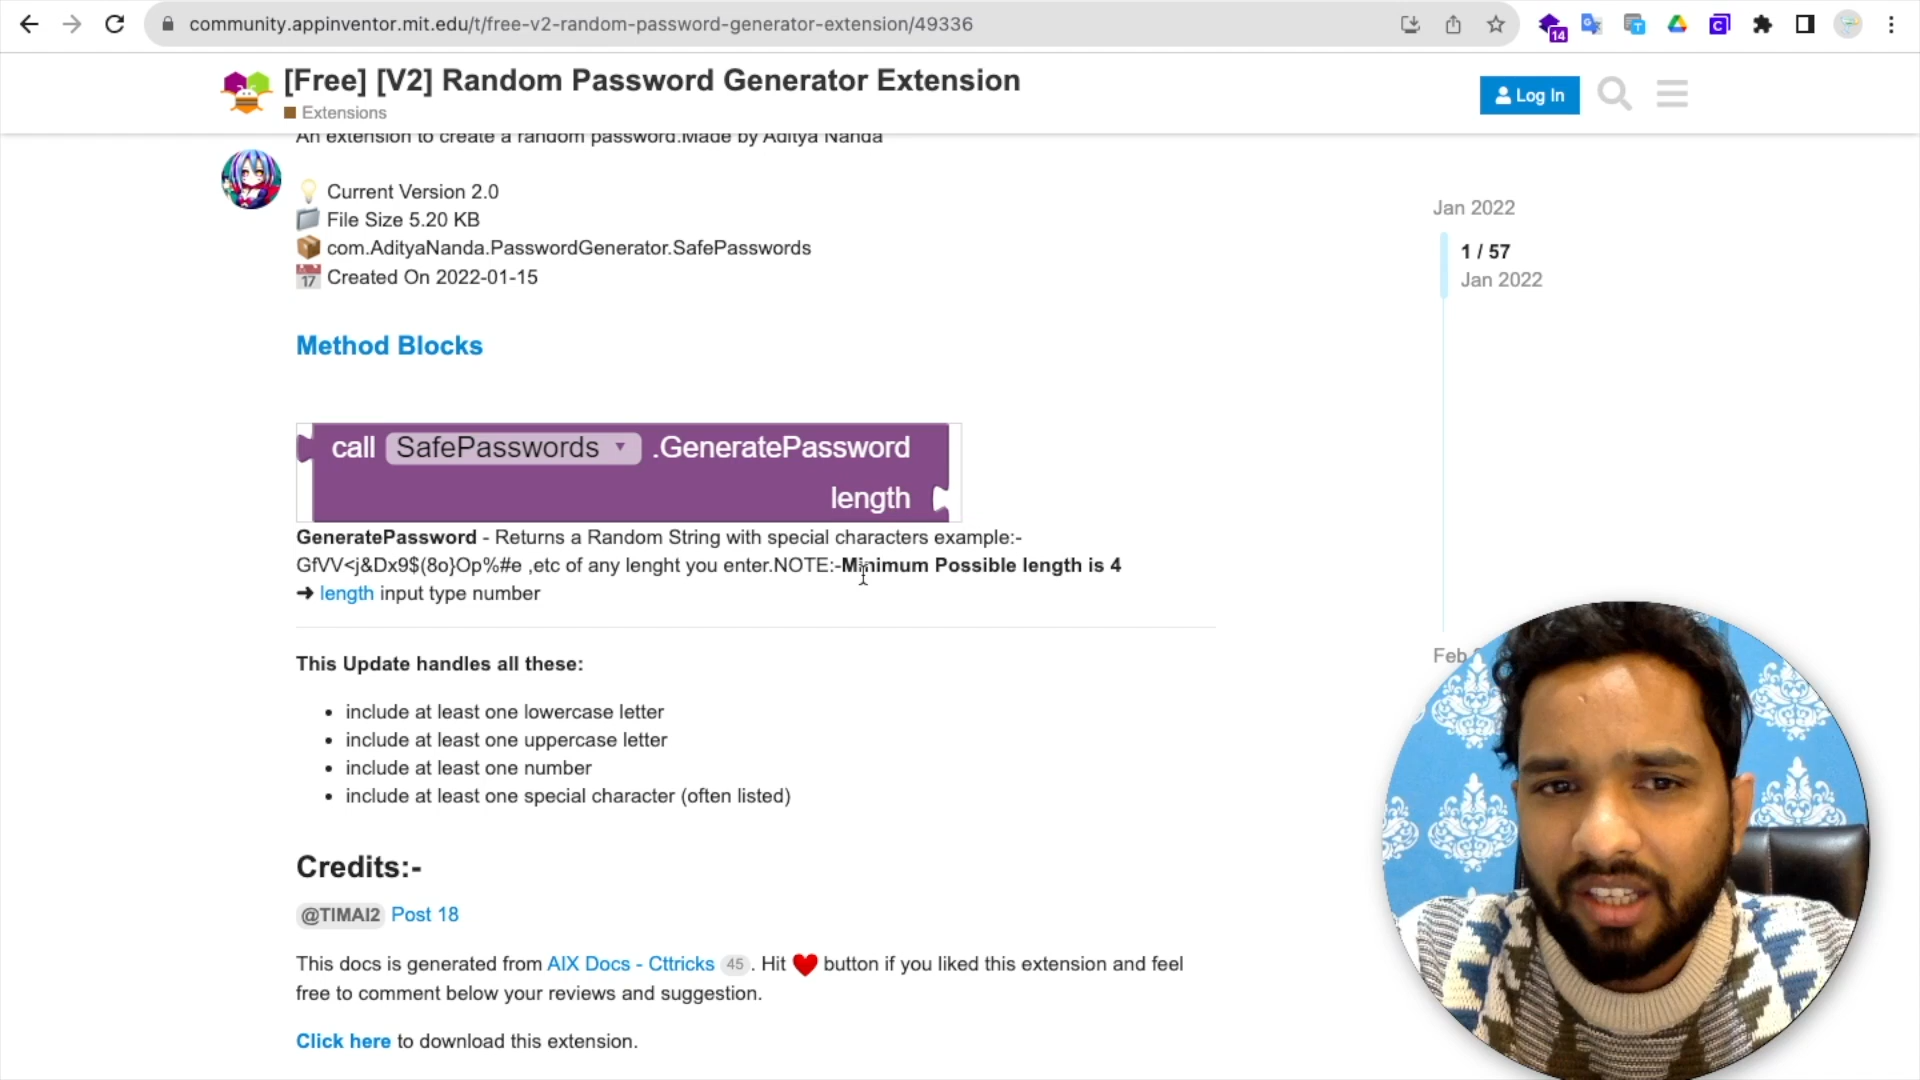 community.appinventor.mit.edu/t/free-v2-random-password-generator-extension/49336
14
[Free] [V2] Random Password Generator Extension
Extensions
Log In
An extension to create a random password.Made by Aditya Nanda
Current Version 2.0
File Size 5.20 KB
com.AdityaNanda.PasswordGenerator.SafePasswords
17 Created On 2022-01-15
Jan 2022
1 / 57
Jan 2022
Method Blocks
call SafePasswords .GeneratePassword
length
GeneratePassword - Returns a Random String with special characters example:-
GfVV<j&Dx9$(8o}Op%#e ,etc of any lenght you enter.NOTE:-Minimum Possible length is 4
➜ length input type number
Feb
This Update handles all these:
• include at least one lowercase letter
• include at least one uppercase letter
• include at least one number
• include at least one special character (often listed)
Credits:-
@TIMAI2 Post 18
This docs is generated from AIX Docs - Cttricks 45 . Hit ❤️ button if you liked this extension and feel
free to comment below your reviews and suggestion.
Click here to download this extension.